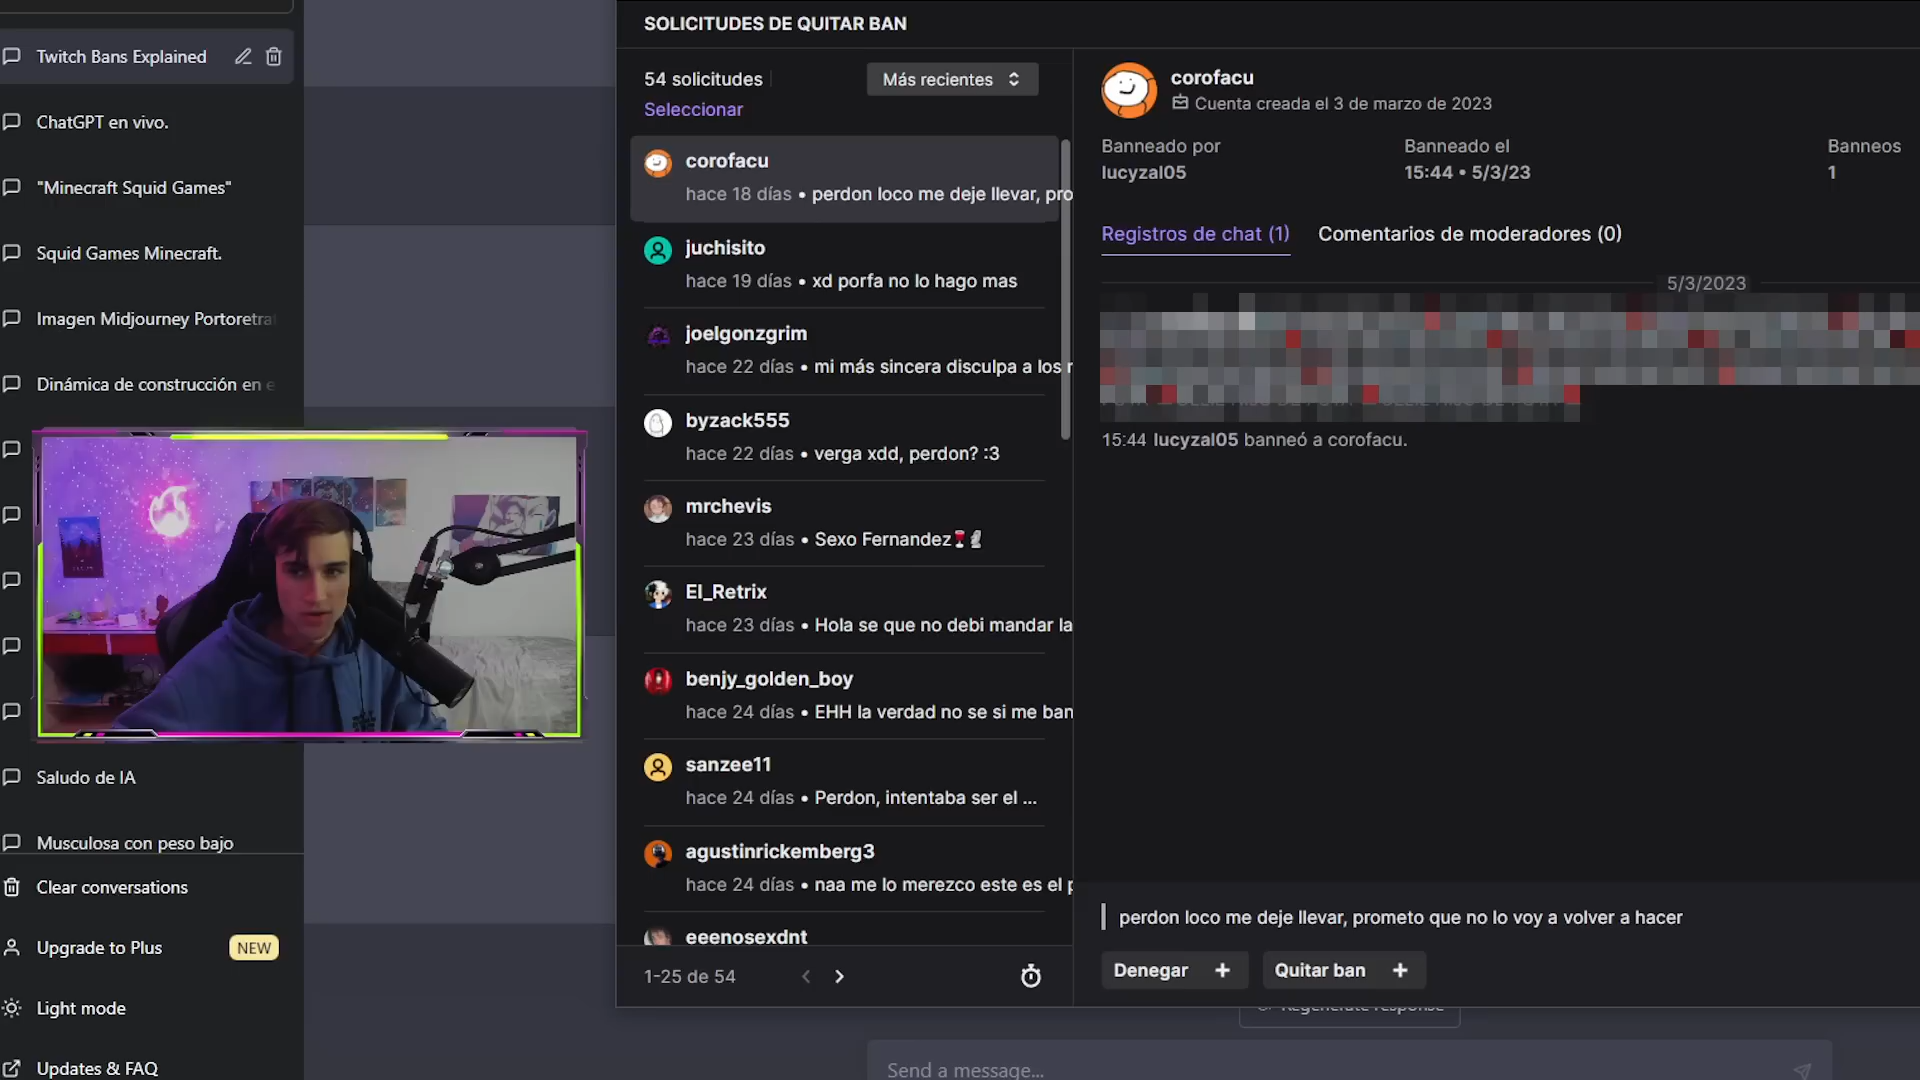 Twitch Bans Explained
ChatGPT en vivo.
"Minecraft Squid Games"
Squid Games Minecraft.
Imagen Midjourney Portoretra
Dinámica de construcción en e
Saludo de IA
Musculosa con peso bajo
Clear conversations
Upgrade to Plus NEW
Light mode
Updates & FAQ
SOLICITUDES DE QUITAR BAN
54 solicitudes
Más recientes
Seleccionar
corofacu
hace 18 días • perdon loco me deje llevar, pro
juchisito
hace 19 días • xd porfa no lo hago mas
joelgonzgrim
hace 22 días • mi más sincera disculpa a los
byzack555
hace 22 días • verga xdd, perdon? :3
mrchevis
hace 23 días • Sexo Fernandez🍷🗿
El_Retrix
hace 23 días • Hola se que no debi mandar la
benjy_golden_boy
hace 24 días • EHH la verdad no se si me ban
sanzee11
hace 24 días • Perdon, intentaba ser el ...
agustinrickemberg3
hace 24 días • naa me lo merezco este es el p
eeenosexdnt
1-25 de 54
corofacu
Cuenta creada el 3 de marzo de 2023
Banneado por
lucyzal05
Banneado el
15:44 • 5/3/23
Banneos
1
Registros de chat (1)
Comentarios de moderadores (0)
5/3/2023
15:44 lucyzal05 banneó a corofacu.
perdon loco me deje llevar, prometo que no lo voy a volver a hacer
Denegar +
Quitar ban +
Regenerate response
Send a message...